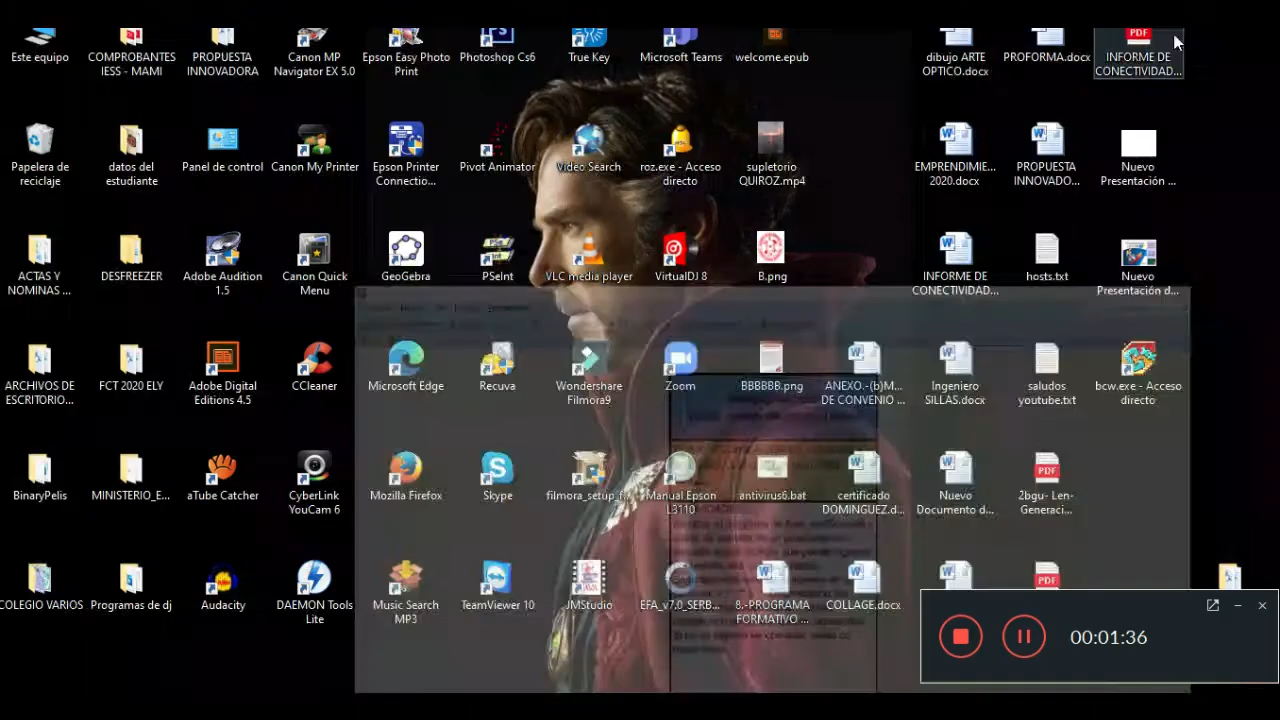 Este equipo
COMPROBANTES
IESS - MAMI
PROPUESTA
INNOVADORA
Canon MP
Navigator EX 5.0
Epson Easy Photo
Print
Photoshop Cs6
True Key
Microsoft Teams
welcome.epub
dibujo ARTE
OPTICO.docx
PROFORMA.docx
PDF
INFORME DE
CONECTIVIDAD...
Papelera de
reciclaje
datos del
estudiante
Panel de control
Canon My Printer
Epson Printer
Connectio...
Pivot Animator
Video Search
roz.exe - Acceso
directo
supletorio
QUIROZ.mp4
EMPRENDIMIE...
2020.docx
PROPUESTA
INNOVADO...
Nuevo
Presentación ...
ACTAS Y
NOMINAS ...
DESFREEZER
Adobe Audition
1.5
Canon Quick
Menu
GeoGebra
PSeInt
VLC media player
VirtualDJ 8
B.png
INFORME DE
CONECTIVIDAD...
hosts.txt
Nuevo
Presentación d...
ARCHIVOS DE
ESCRITORIO...
FCT 2020 ELY
Adobe Digital
Editions 4.5
CCleaner
Microsoft Edge
Recuva
Wondershare
Filmora9
Zoom
BBBBBB.png
ANEXO.-(b)M...
DE CONVENIO ...
Ingeniero
SILLAS.docx
saludos
youtube.txt
bcw.exe - Acceso
directo
BinaryPelis
MINISTERIO_E...
aTube Catcher
CyberLink
YouCam 6
Mozilla Firefox
Skype
filmora_setup_f...
Manual Epson
L3110
antivirus6.bat
certificado
DOMINGUEZ.d...
Nuevo
Documento d...
PDF
2bgu- Len-
Generaci...
COLEGIO VARIOS
Programas de dj
Audacity
DAEMON Tools
Lite
Music Search
MP3
TeamViewer 10
JMStudio
EFA_v7.0_SERB...
8.-PROGRAMA
FORMATIVO ...
COLLAGE.docx
PDF
00:01:36